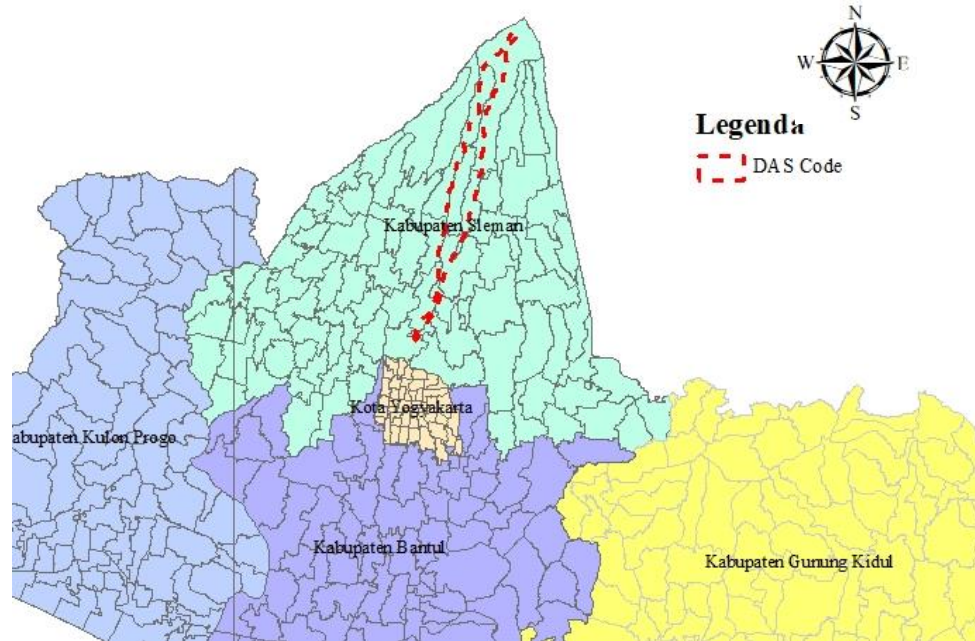 N
W E
S
Legenda
DAS Code
Kabupaten Sleman
Kota Yogyakarta
abupaten Kulon Progo
Kabupaten Bantul
Kabupaten Gunung Kidul